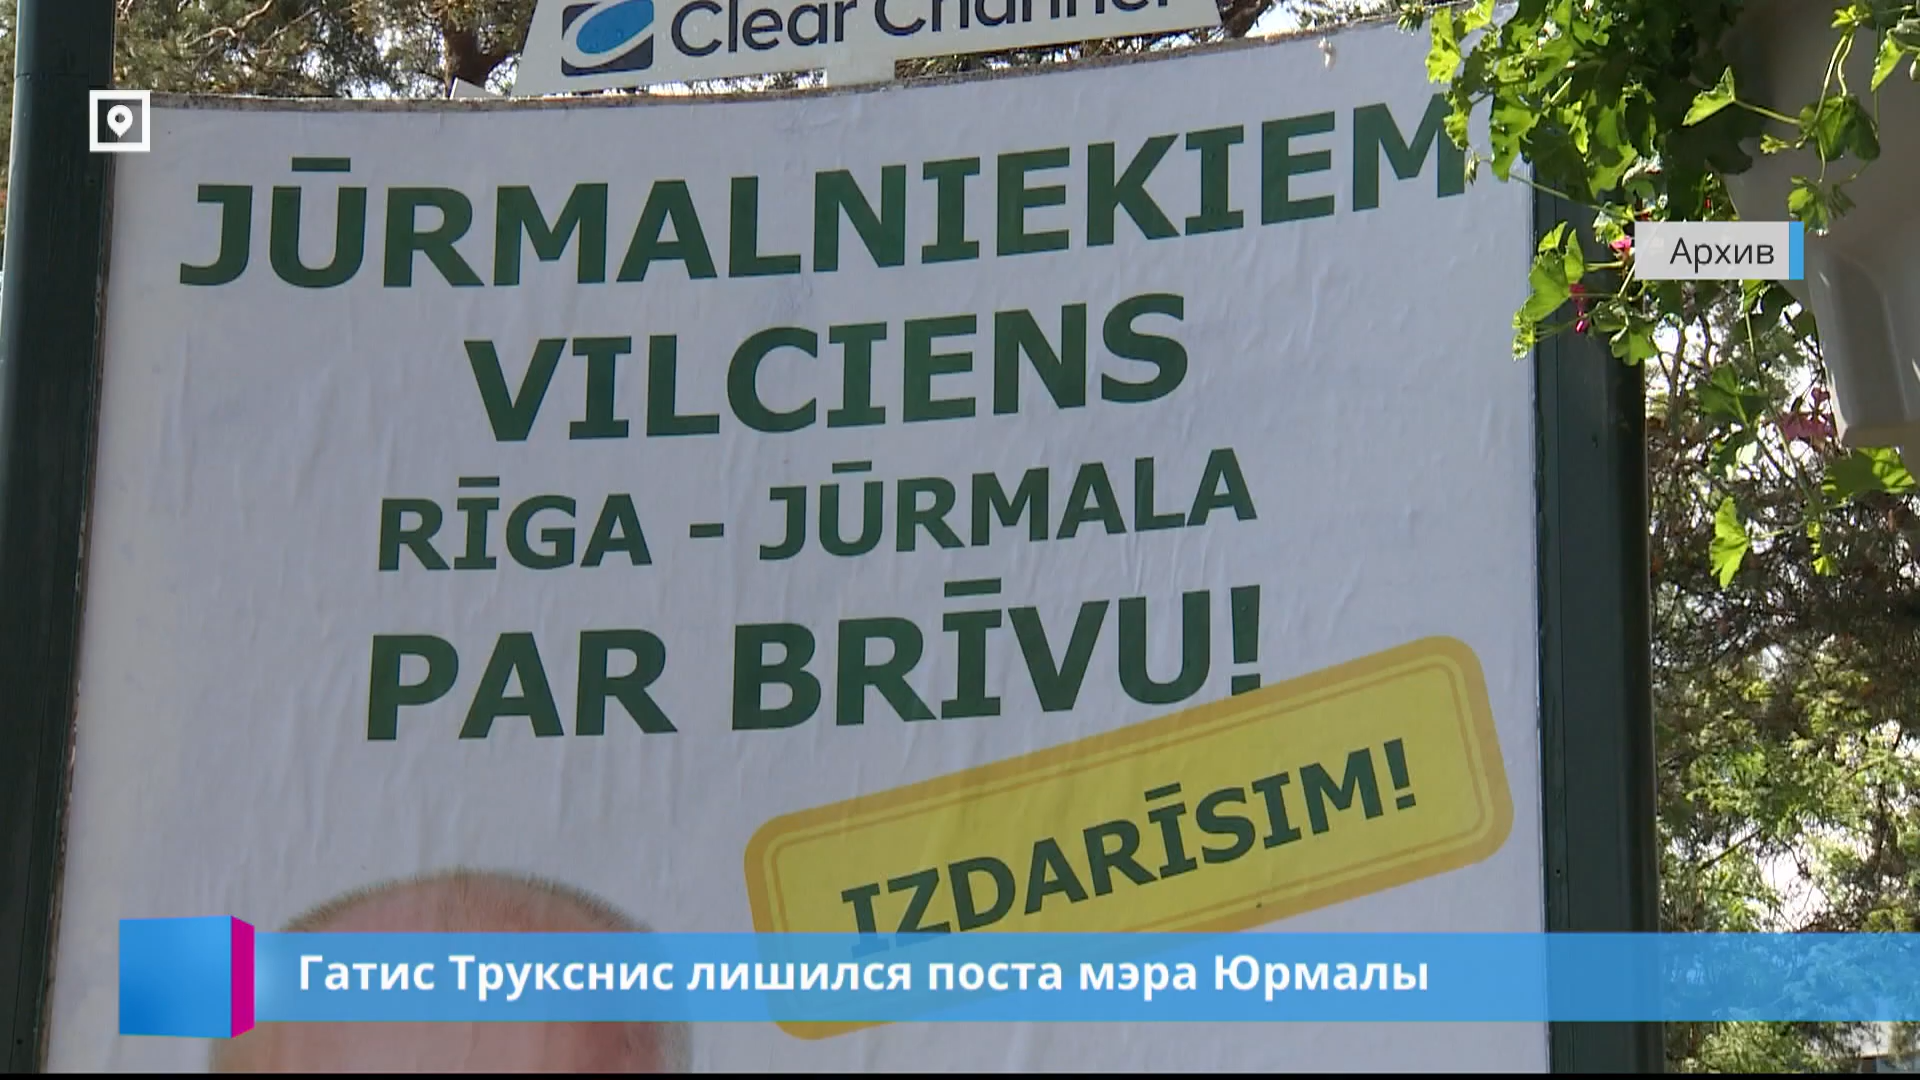 Clear Channel
JŪRMALNIEKIEM
Архив
VILCIENS
RĪGA - JŪRMALA
PAR BRĪVU!
IZDARĪSIM!
Гатис Трукснис лишился поста мэра Юрмалы